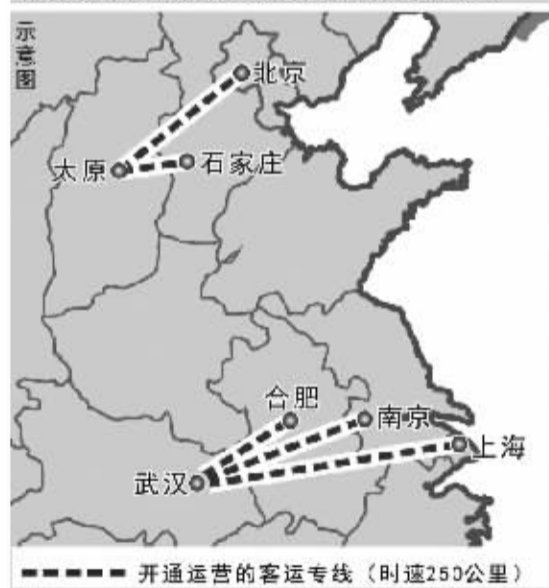 示意图
北京
太原
石家庄
合肥
南京
上海
武汉
开通运营的客运专线（时速250公里）